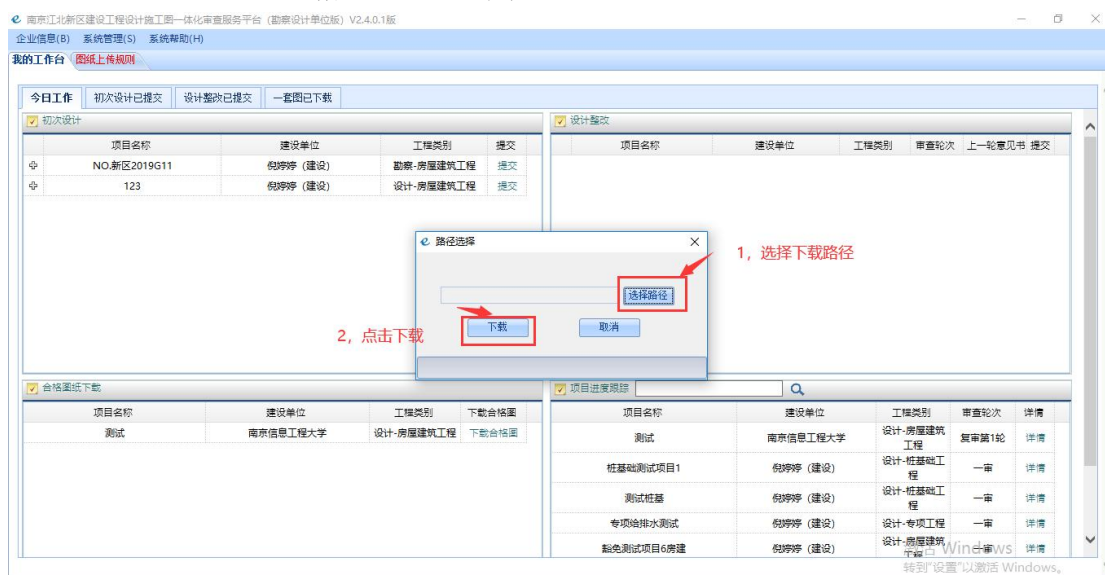 南京江北新区建设工程设计施工图一体化审查服务平台（勘察设计单位版）V2.4.0.1版
企业信息(B) 系统管理(S) 系统帮助(H)
我的工作台 图纸上传规则
今日工作 初次设计已提交 设计整改已提交 一套图已下载
初次设计
项目名称 建设单位 工程类别 提交
NO.新区2019G11 倪婷婷（建设） 勘察-房屋建筑工程 提交
123 倪婷婷（建设） 设计-房屋建筑工程 提交
设计整改
项目名称 建设单位 工程类别 审查轮次 上一轮意见书 提交
路径选择
选择路径
下载 取消
1，选择下载路径
2，点击下载
合格图纸下载
项目名称 建设单位 工程类别 下载合格图
测试 南京信息工程大学 设计-房屋建筑工程 下载合格图
项目进度跟踪
项目名称 建设单位 工程类别 审查轮次 详情
测试 南京信息工程大学 设计-房屋建筑工程 复审第1轮 详情
桩基础测试项目1 倪婷婷（建设） 设计-桩基础工程 一审 详情
测试桩基 倪婷婷（建设） 设计-桩基础工程 一审 详情
专项给排水测试 倪婷婷（建设） 设计-专项工程 一审 详情
豁免测试项目6房建 倪婷婷（建设） 设计-房屋建筑工程 一审 详情
激活 Windows
转到"设置"以激活 Windows。